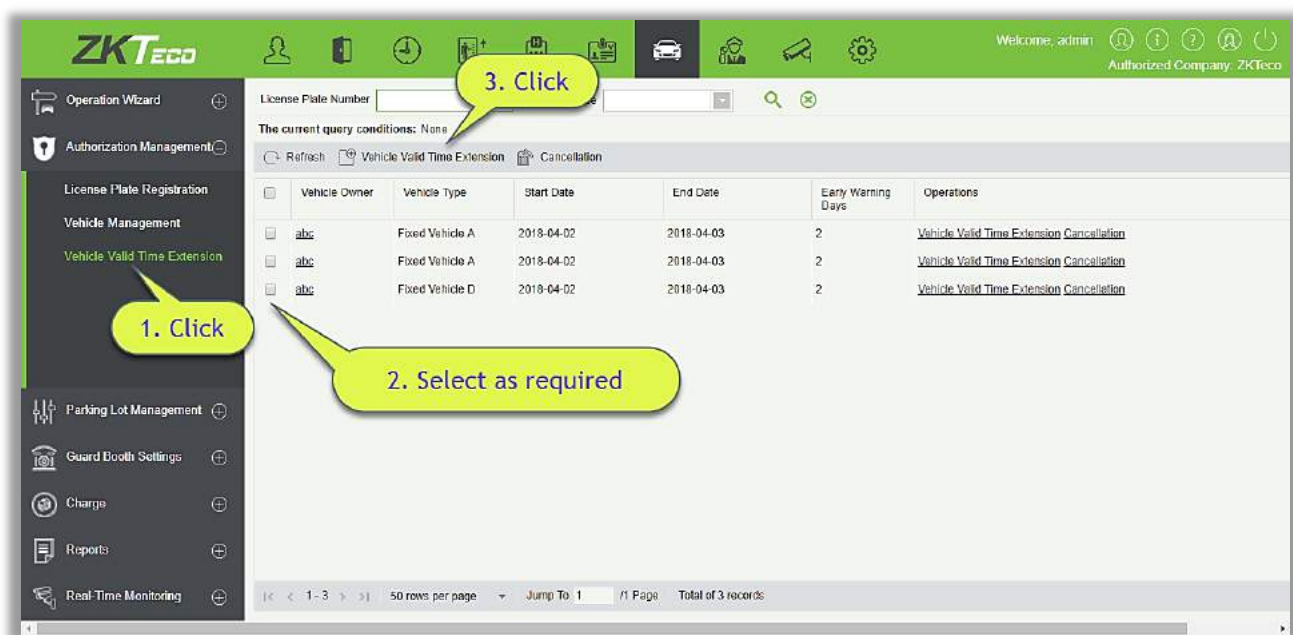 ZKTeco
Welcome, admin
Authorized Company: ZKTeco
3. Click
Operation Wizard
License Plate Number
The current query conditions: None
Authorization Management
Refresh Vehicle Valid Time Extension Cancellation
License Plate Registration
Vehicle Management
Vehicle Valid Time Extension
Vehicle Owner Vehicle Type Start Date End Date Early Warning Days Operations
abc Fixed Vehicle A 2018-04-02 2018-04-03 2 Vehicle Valid Time Extension Cancellation
abc Fixed Vehicle A 2018-04-02 2018-04-03 2 Vehicle Valid Time Extension Cancellation
abc Fixed Vehicle D 2018-04-02 2018-04-03 2 Vehicle Valid Time Extension Cancellation
1. Click
2. Select as required
Parking Lot Management
Guard Booth Settings
Charge
Reports
Real-Time Monitoring
1-3 50 rows per page Jump To 1 /1 Page Total of 3 records